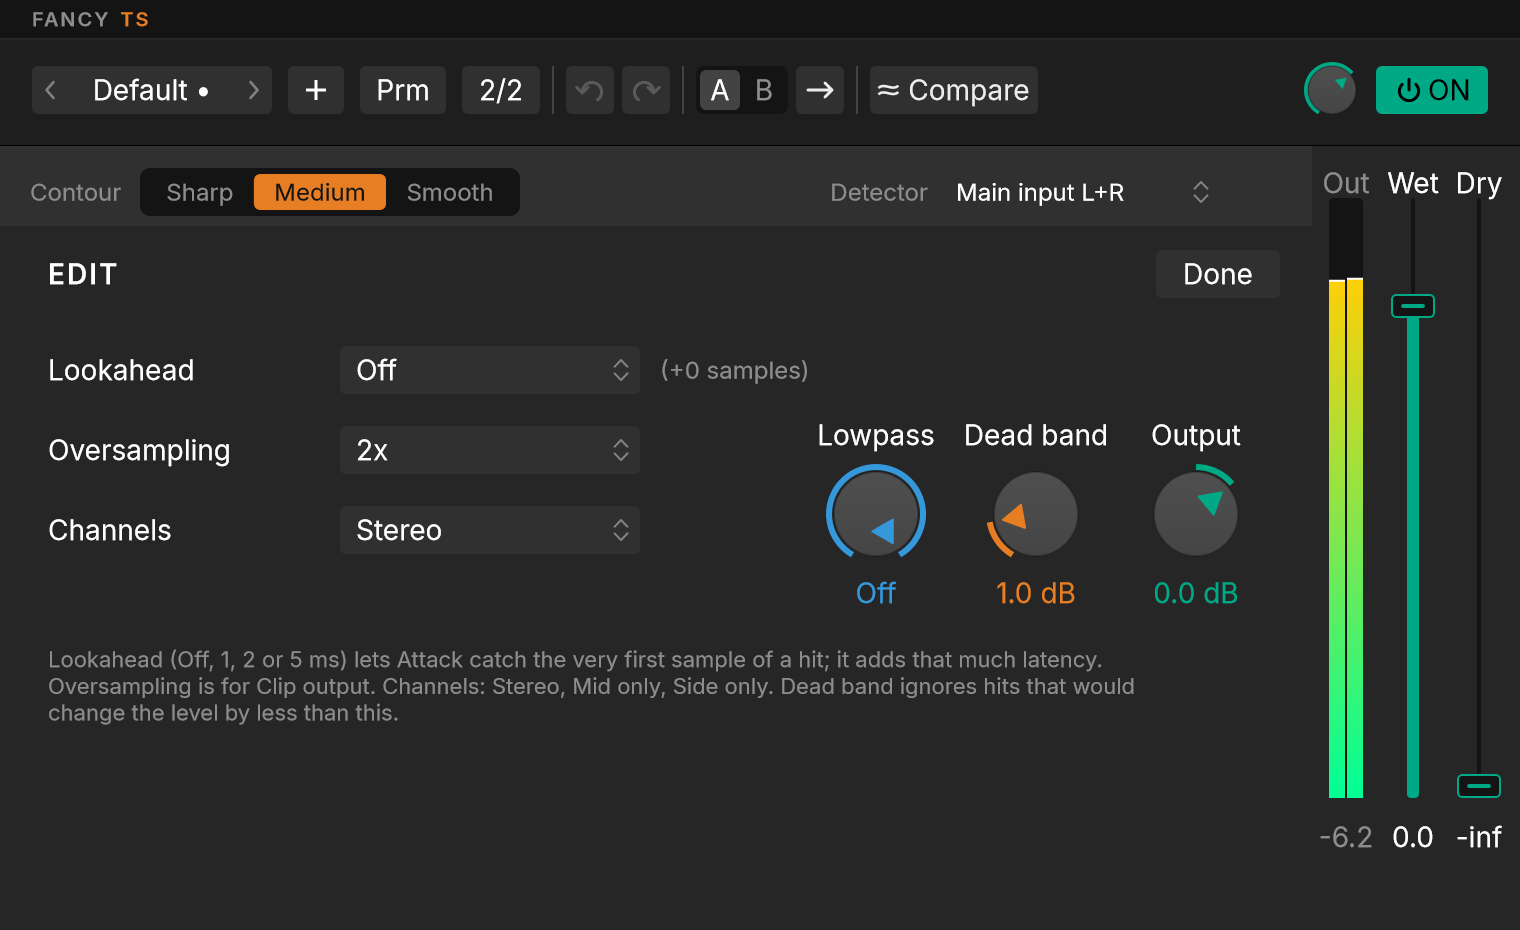 FANCY TS
Default •
+
Prm
2/2
A B
→
≈ Compare
ON
Contour
Sharp Medium Smooth
Detector Main input L+R
Out Wet Dry
EDIT
Done
Lookahead Off (+0 samples)
Oversampling 2x
Channels Stereo
Lowpass Dead band Output
Off 1.0 dB 0.0 dB
Lookahead (Off, 1, 2 or 5 ms) lets Attack catch the very first sample of a hit; it adds that much latency.
Oversampling is for Clip output. Channels: Stereo, Mid only, Side only. Dead band ignores hits that would
change the level by less than this.
-6.2 0.0 -inf